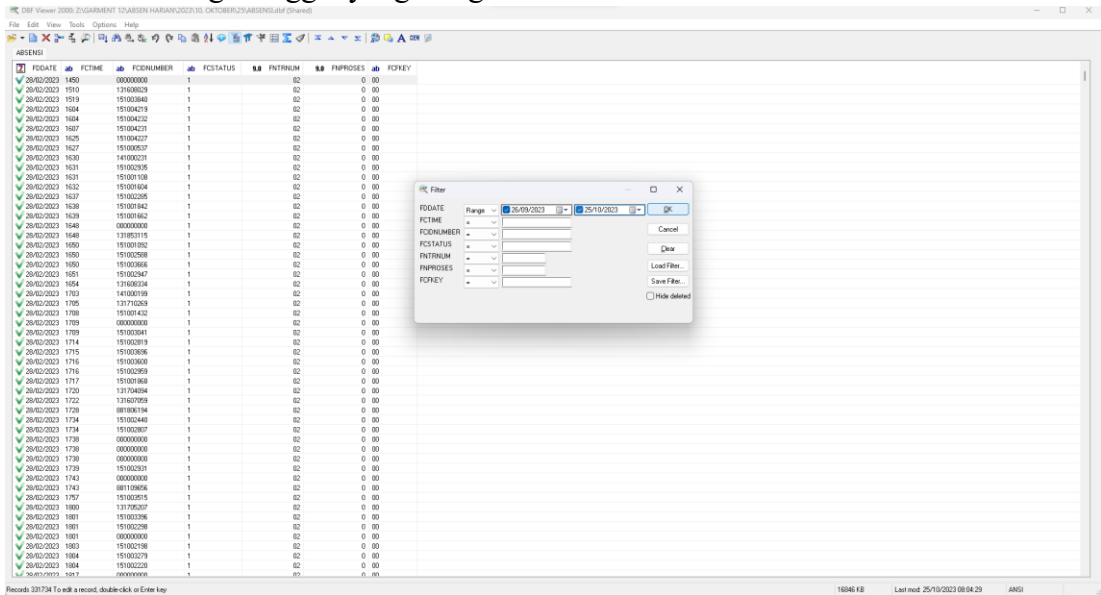 DBF Viewer 2000: Z:\GARMENT 12\ABSEN HARIAN\2023\10. OKTOBER\25\ABSENSI.dbf (Shared)
File Edit View Tools Options Help
ABSENSI
FDDATE ab FCTIME ab FCIDNUMBER ab FCSTATUS 9.0 FNTRNUM 9.0 FNPROSES ab FCFKEY
28/02/2023 1450 000000000 1 02 0 00
28/02/2023 1510 131608029 1 02 0 00
28/02/2023 1519 151003840 1 02 0 00
28/02/2023 1604 151004219 1 02 0 00
28/02/2023 1604 151004232 1 02 0 00
28/02/2023 1607 151004231 1 02 0 00
28/02/2023 1625 151004227 1 02 0 00
28/02/2023 1627 151000537 1 02 0 00
28/02/2023 1630 141000231 1 02 0 00
28/02/2023 1631 151002935 1 02 0 00
28/02/2023 1631 151001108 1 02 0 00
28/02/2023 1632 151001604 1 02 0 00
28/02/2023 1637 151002285 1 02 0 00
28/02/2023 1638 151001842 1 02 0 00
28/02/2023 1639 151001662 1 02 0 00
28/02/2023 1648 000000000 1 02 0 00
28/02/2023 1648 131853115 1 02 0 00
28/02/2023 1650 151001092 1 02 0 00
28/02/2023 1650 151002588 1 02 0 00
28/02/2023 1650 151003666 1 02 0 00
28/02/2023 1651 151002947 1 02 0 00
28/02/2023 1654 131608334 1 02 0 00
28/02/2023 1703 141000199 1 02 0 00
28/02/2023 1705 131710269 1 02 0 00
28/02/2023 1708 151001432 1 02 0 00
28/02/2023 1709 000000000 1 02 0 00
28/02/2023 1709 151003041 1 02 0 00
28/02/2023 1714 151002819 1 02 0 00
28/02/2023 1715 151003696 1 02 0 00
28/02/2023 1716 151003600 1 02 0 00
28/02/2023 1716 151002959 1 02 0 00
28/02/2023 1717 151001868 1 02 0 00
28/02/2023 1720 131704094 1 02 0 00
28/02/2023 1722 131607059 1 02 0 00
28/02/2023 1728 881806194 1 02 0 00
28/02/2023 1734 151002440 1 02 0 00
28/02/2023 1734 151002807 1 02 0 00
28/02/2023 1738 000000000 1 02 0 00
28/02/2023 1738 000000000 1 02 0 00
28/02/2023 1738 000000000 1 02 0 00
28/02/2023 1739 151002931 1 02 0 00
28/02/2023 1743 000000000 1 02 0 00
28/02/2023 1743 881109656 1 02 0 00
28/02/2023 1757 151003515 1 02 0 00
28/02/2023 1800 131705207 1 02 0 00
28/02/2023 1801 151003396 1 02 0 00
28/02/2023 1801 151002298 1 02 0 00
28/02/2023 1801 000000000 1 02 0 00
28/02/2023 1803 151002198 1 02 0 00
28/02/2023 1804 151003279 1 02 0 00
28/02/2023 1804 151002220 1 02 0 00
28/02/2023 1817 000000000 1 02 0 00
Filter
FDDATE Range 26/09/2023 25/10/2023 OK
FCTIME =
FCIDNUMBER = Cancel
FCSTATUS = Clear
FNTRNUM =
FNPROSES = Load Filter...
FCFKEY = Save Filter...
Hide deleted
Records 331734 To edit a record, double-click or Enter key 16846 KB Last mod: 25/10/2023 08:04:29 ANSI